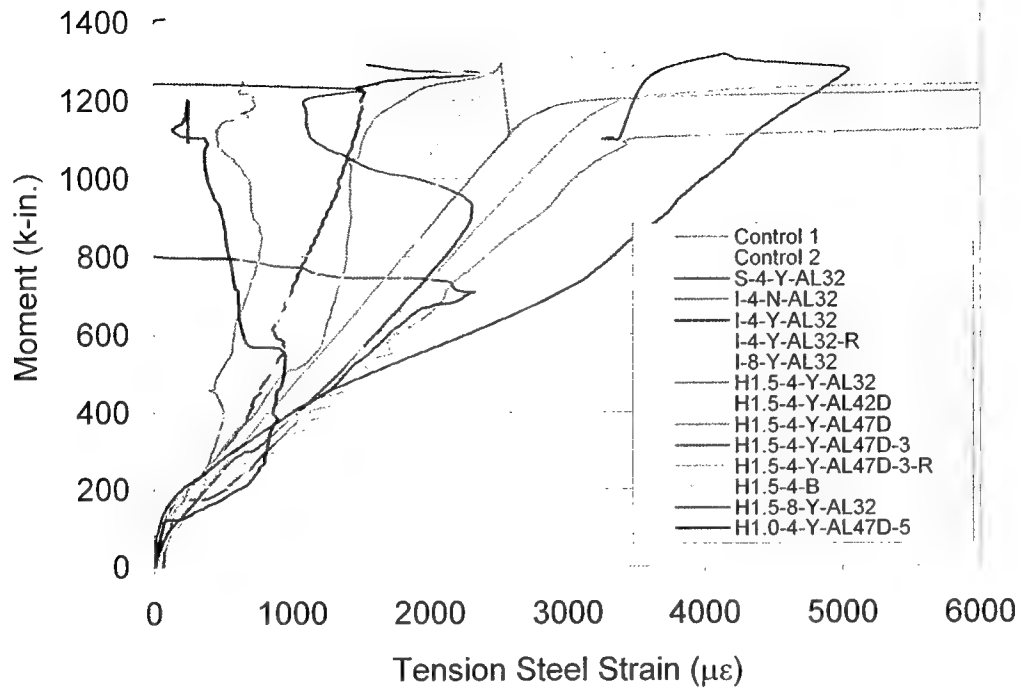 1400
1200
1000
800
600
400
200
0
Moment (k-in.)
Control 1
Control 2
S-4-Y-AL32
I-4-N-AL32
I-4-Y-AL32
I-4-Y-AL32-R
I-8-Y-AL32
H1.5-4-Y-AL32
H1.5-4-Y-AL42D
H1.5-4-Y-AL47D
H1.5-4-Y-AL47D-3
H1.5-4-Y-AL47D-3-R
H1.5-4-B
H1.5-8-Y-AL32
H1.0-4-Y-AL47D-5
0 1000 2000 3000 4000 5000 6000
Tension Steel Strain (με)